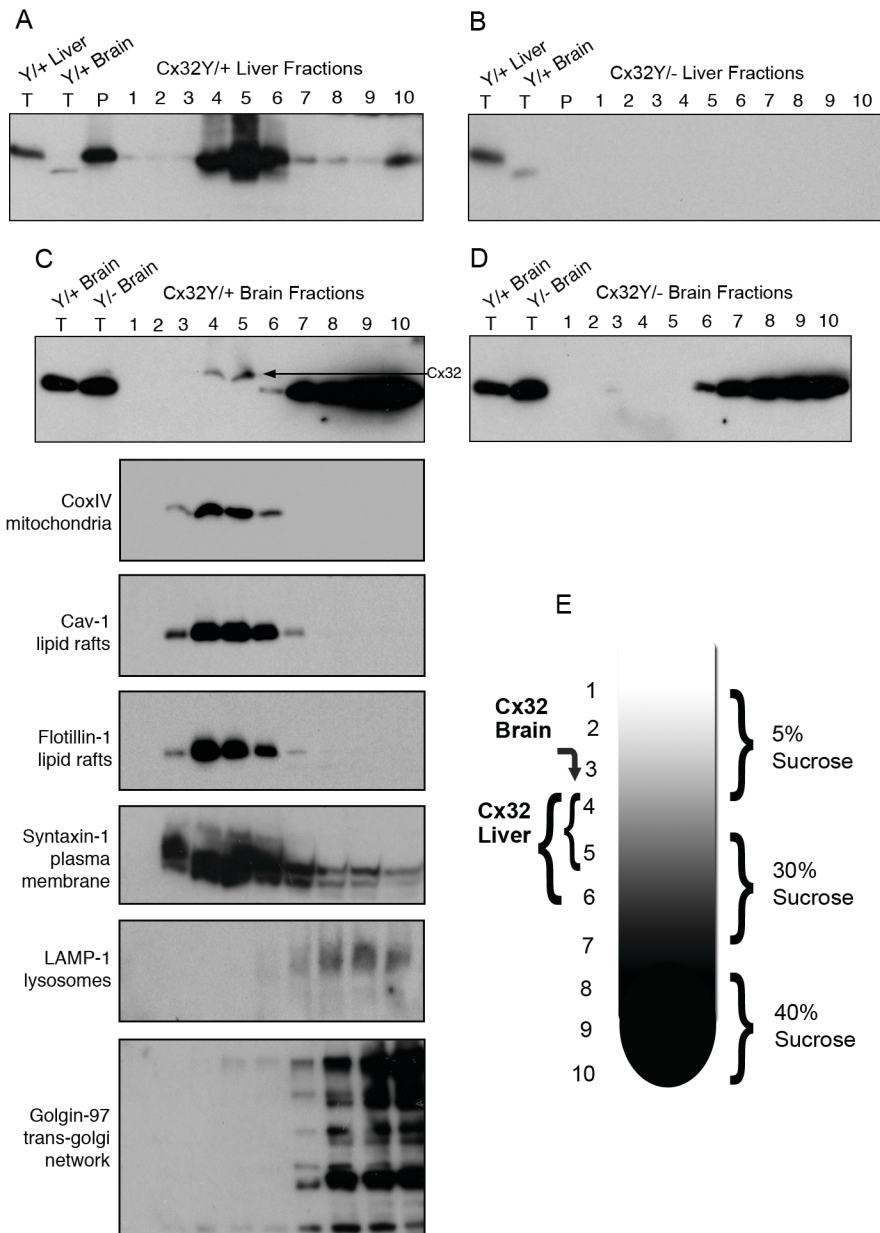 A
Y/+ Liver
Y/+ Brain
Cx32Y/+ Liver Fractions
T T P 1 2 3 4 5 6 7 8 9 10
B
Y/+ Liver
Y/+ Brain
Cx32Y/- Liver Fractions
T T P 1 2 3 4 5 6 7 8 9 10
C
Y/+ Brain
Y/- Brain
Cx32Y/+ Brain Fractions
T T 1 2 3 4 5 6 7 8 9 10
Cx32
D
Y/+ Brain
Y/- Brain
Cx32Y/- Brain Fractions
T T 1 2 3 4 5 6 7 8 9 10
CoxIV
mitochondria
Cav-1
lipid rafts
Flotillin-1
lipid rafts
Syntaxin-1
plasma
membrane
LAMP-1
lysosomes
Golgin-97
trans-golgi
network
E
Cx32
Brain
Cx32
Liver
1
2
3
4
5
6
7
8
9
10
5%
Sucrose
30%
Sucrose
40%
Sucrose